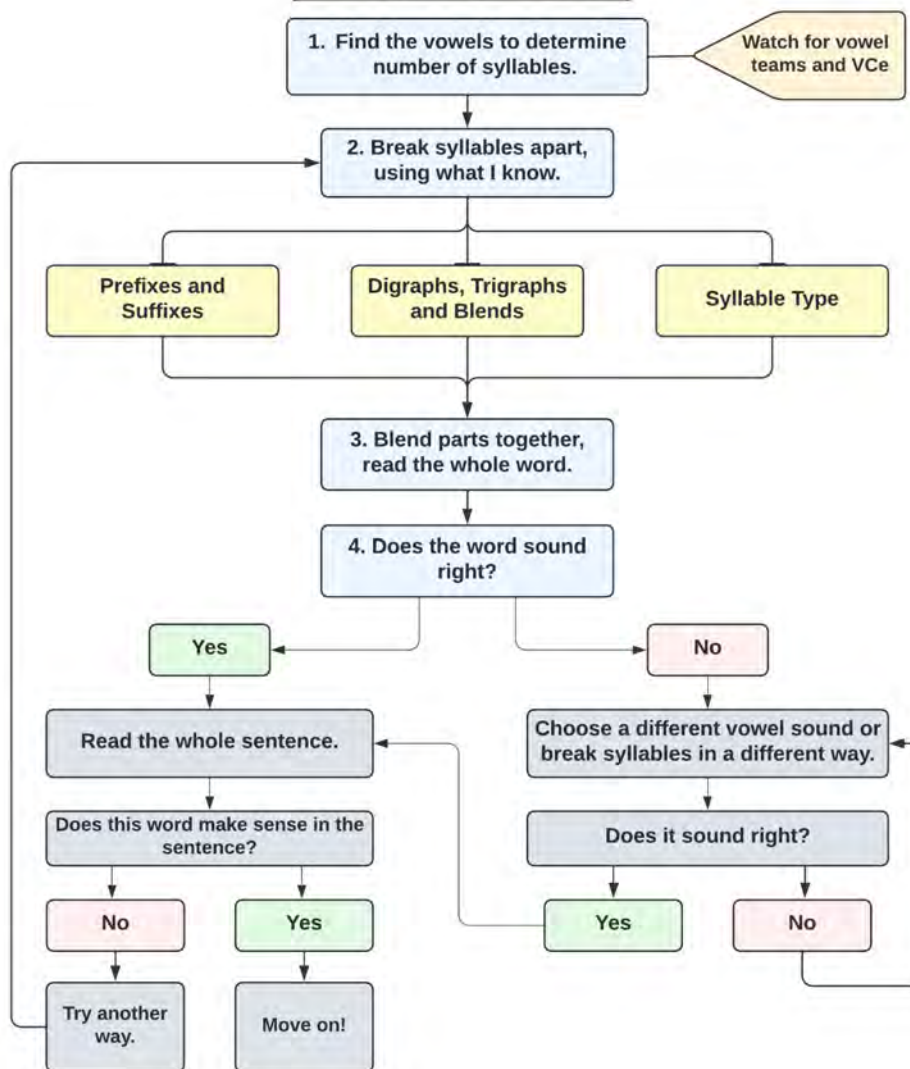 1. Find the vowels to determine
number of syllables.
Watch for vowel
teams and VCe
2. Break syllables apart,
using what I know.
Prefixes and
Suffixes
Digraphs, Trigraphs
and Blends
Syllable Type
3. Blend parts together,
read the whole word.
4. Does the word sound
right?
Yes
No
Read the whole sentence.
Choose a different vowel sound or
break syllables in a different way.
Does this word make sense in the
sentence?
Does it sound right?
No
Yes
Yes
No
Try another
way.
Move on!